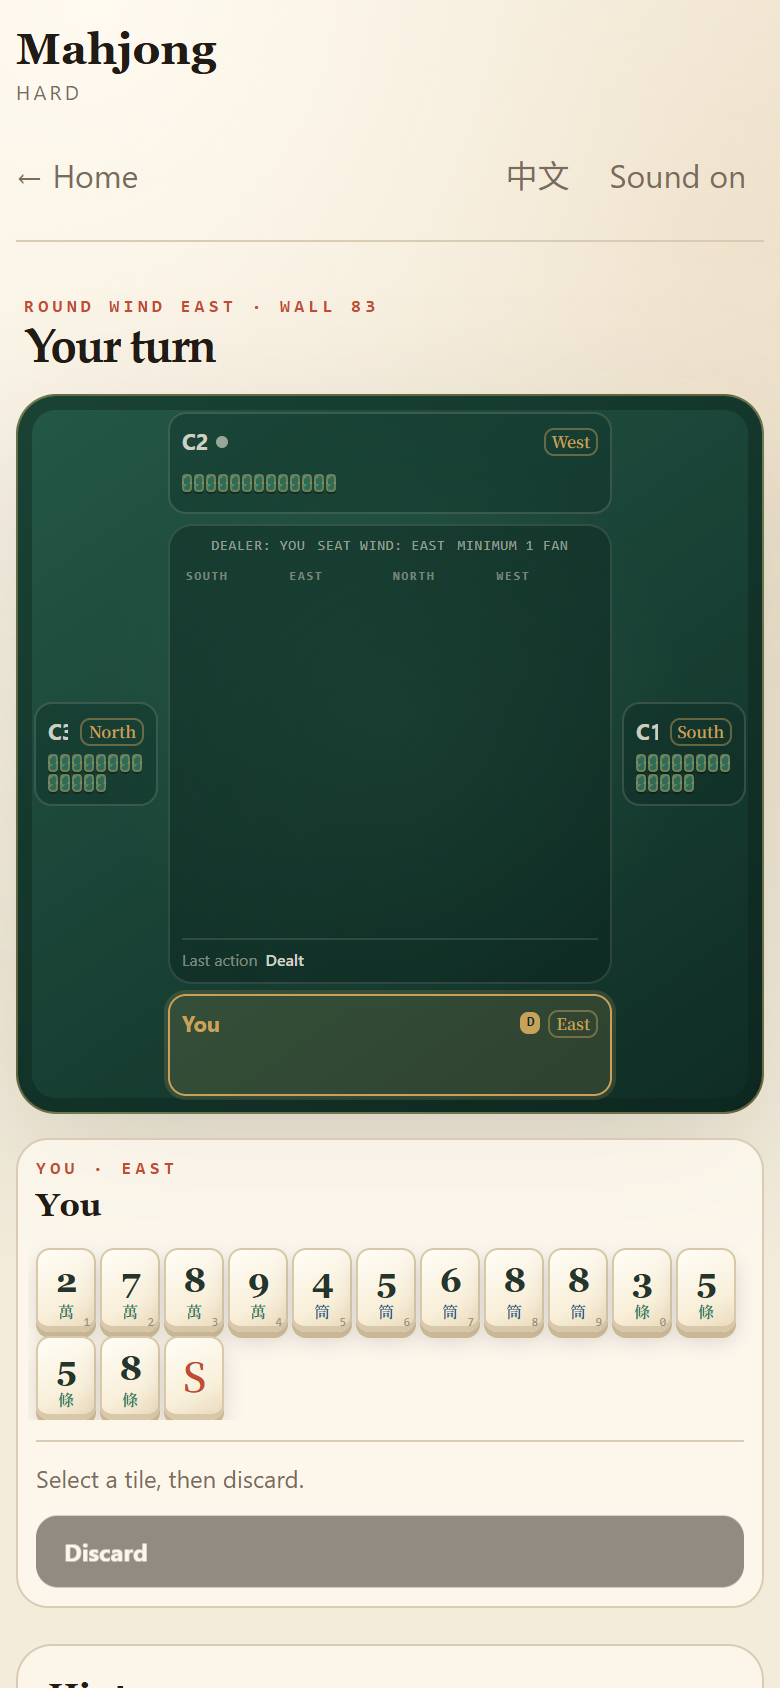 Mahjong
HARD
← Home 中文 Sound on
ROUND WIND EAST · WALL 83
Your turn
C2 West
DEALER: YOU SEAT WIND: EAST MINIMUM 1 FAN
SOUTH EAST NORTH WEST
North
C1 South
Last action Dealt
You D East
YOU · EAST
You
2 7 8 9 4 5 6 8 8 3 5
萬 萬 萬 萬 筒 筒 筒 筒 筒 條 條
1 2 3 4 5 6 7 8 9 0
5 8 S
條 條
Select a tile, then discard.
Discard